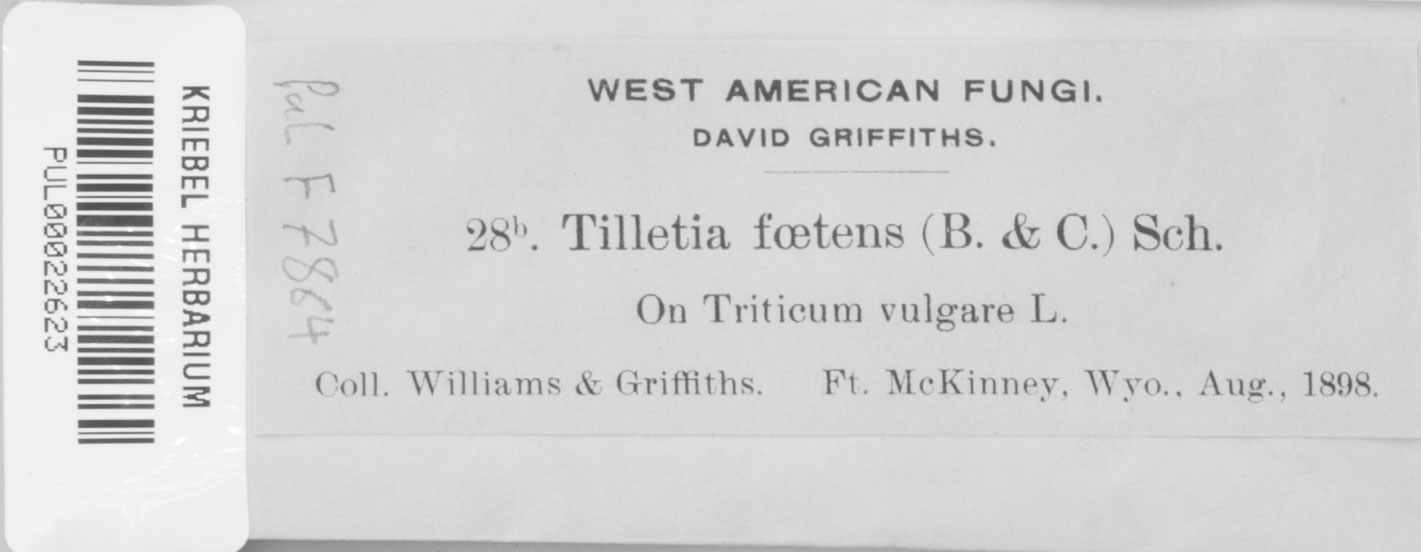 KRIEBEL HERBARIUM
PUL00022623
PuL F 7864
WEST AMERICAN FUNGI.
DAVID GRIFFITHS.
28ᵇ. Tilletia fœtens (B. & C.) Sch.
On Triticum vulgare L.
Coll. Williams & Griffiths. Ft. McKinney, Wyo., Aug., 1898.